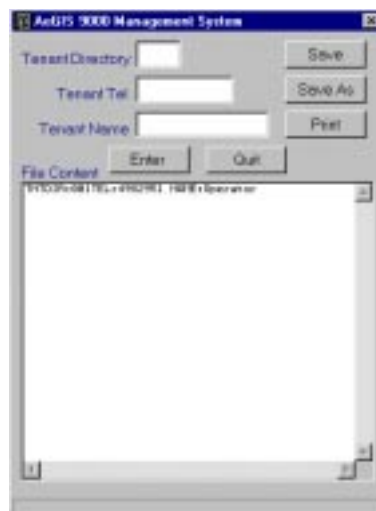 AeGIS 9000 Management System
Tenant Directory
Save
Tenant Tel
Save As
Tenant Name
Print
Enter
Quit
File Content